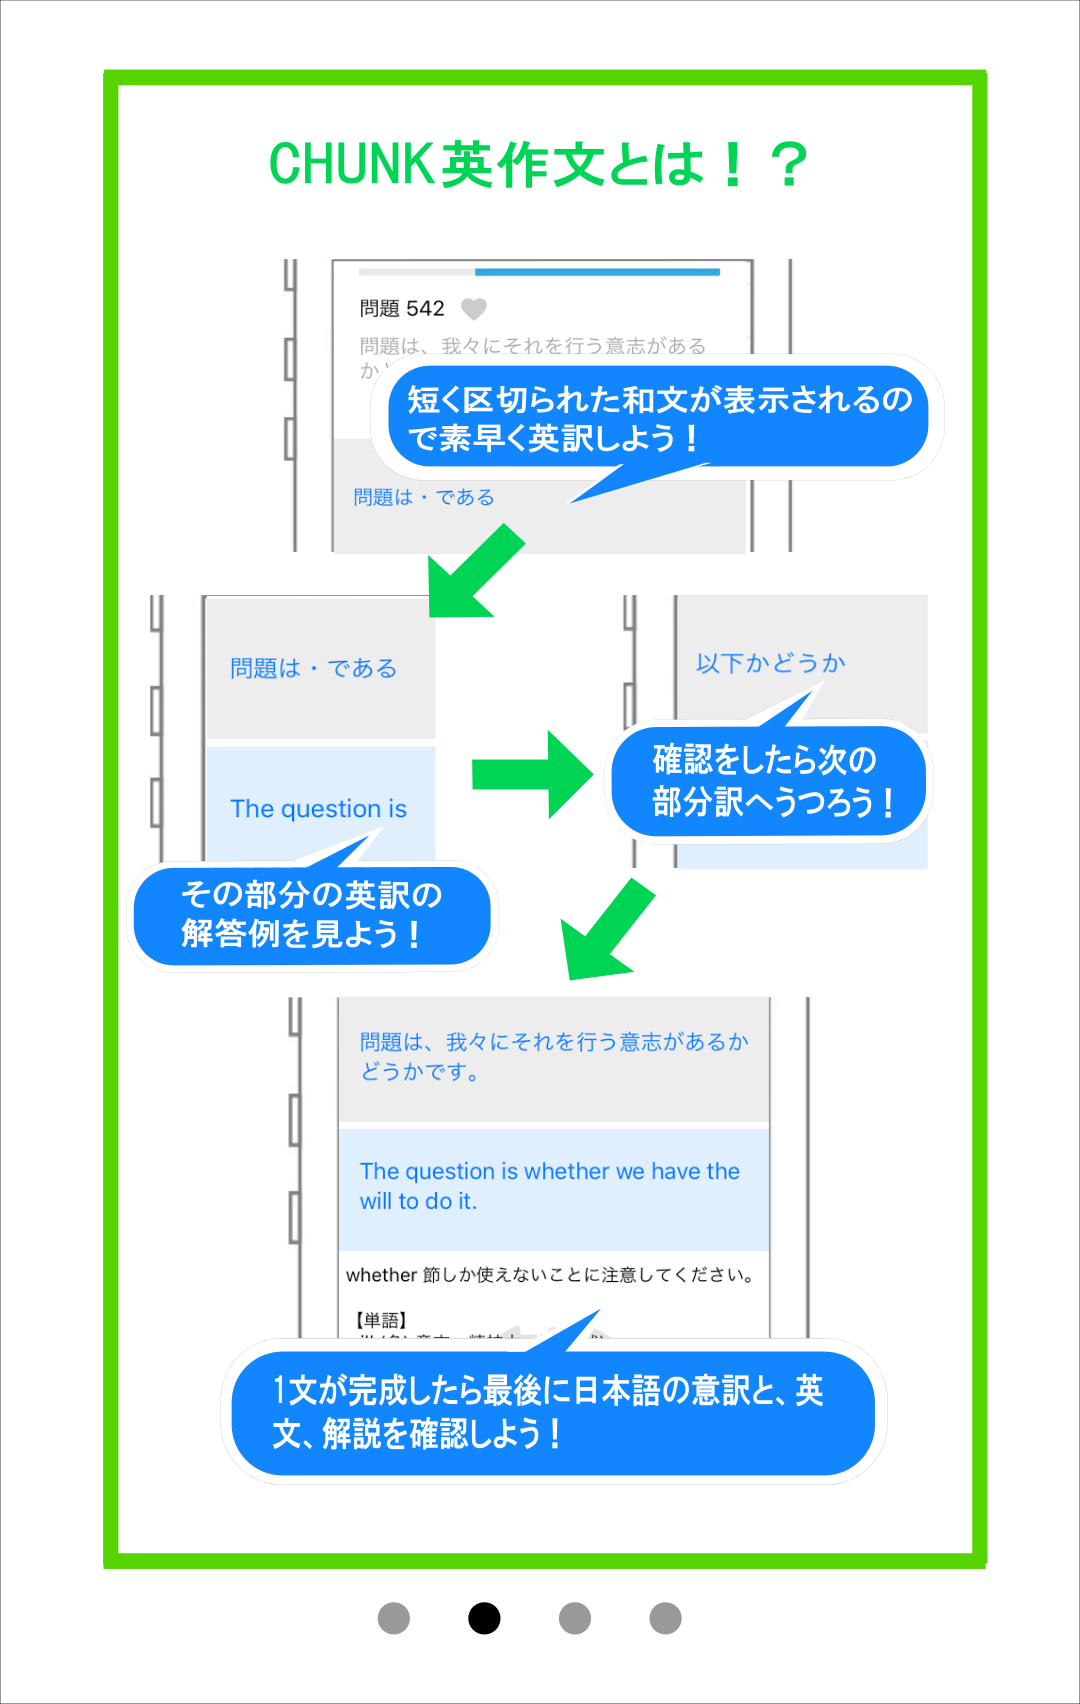 CHUNK英作文とは！？
問題 542
問題は、我々にそれを行う意志がある
か
短く区切られた和文が表示されるの
で素早く英訳しよう！
問題は・である
問題は・である
The question is
その部分の英訳の
解答例を見よう！
以下かどうか
確認をしたら次の
部分訳へうつろう！
問題は、我々にそれを行う意志があるか
どうかです。
The question is whether we have the
will to do it.
whether 節しか使えないことに注意してください。
【単語】
1文が完成したら最後に日本語の意訳と、英
文、解説を確認しよう！